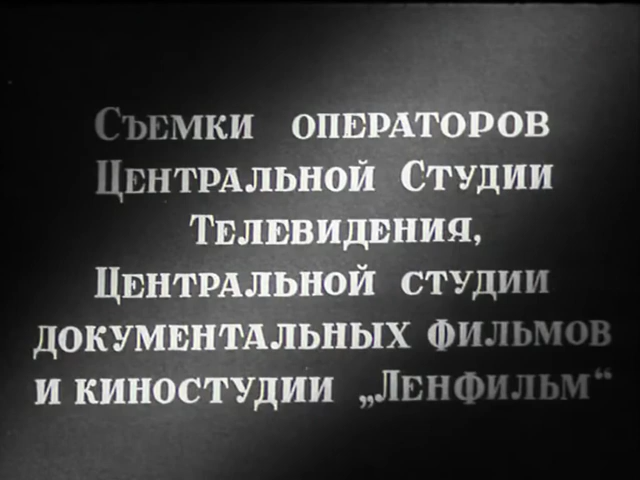 Съемки операторов
Центральной Студии
Телевидения,
Центральной студии
документальных фильмов
и киностудии „Ленфильм“